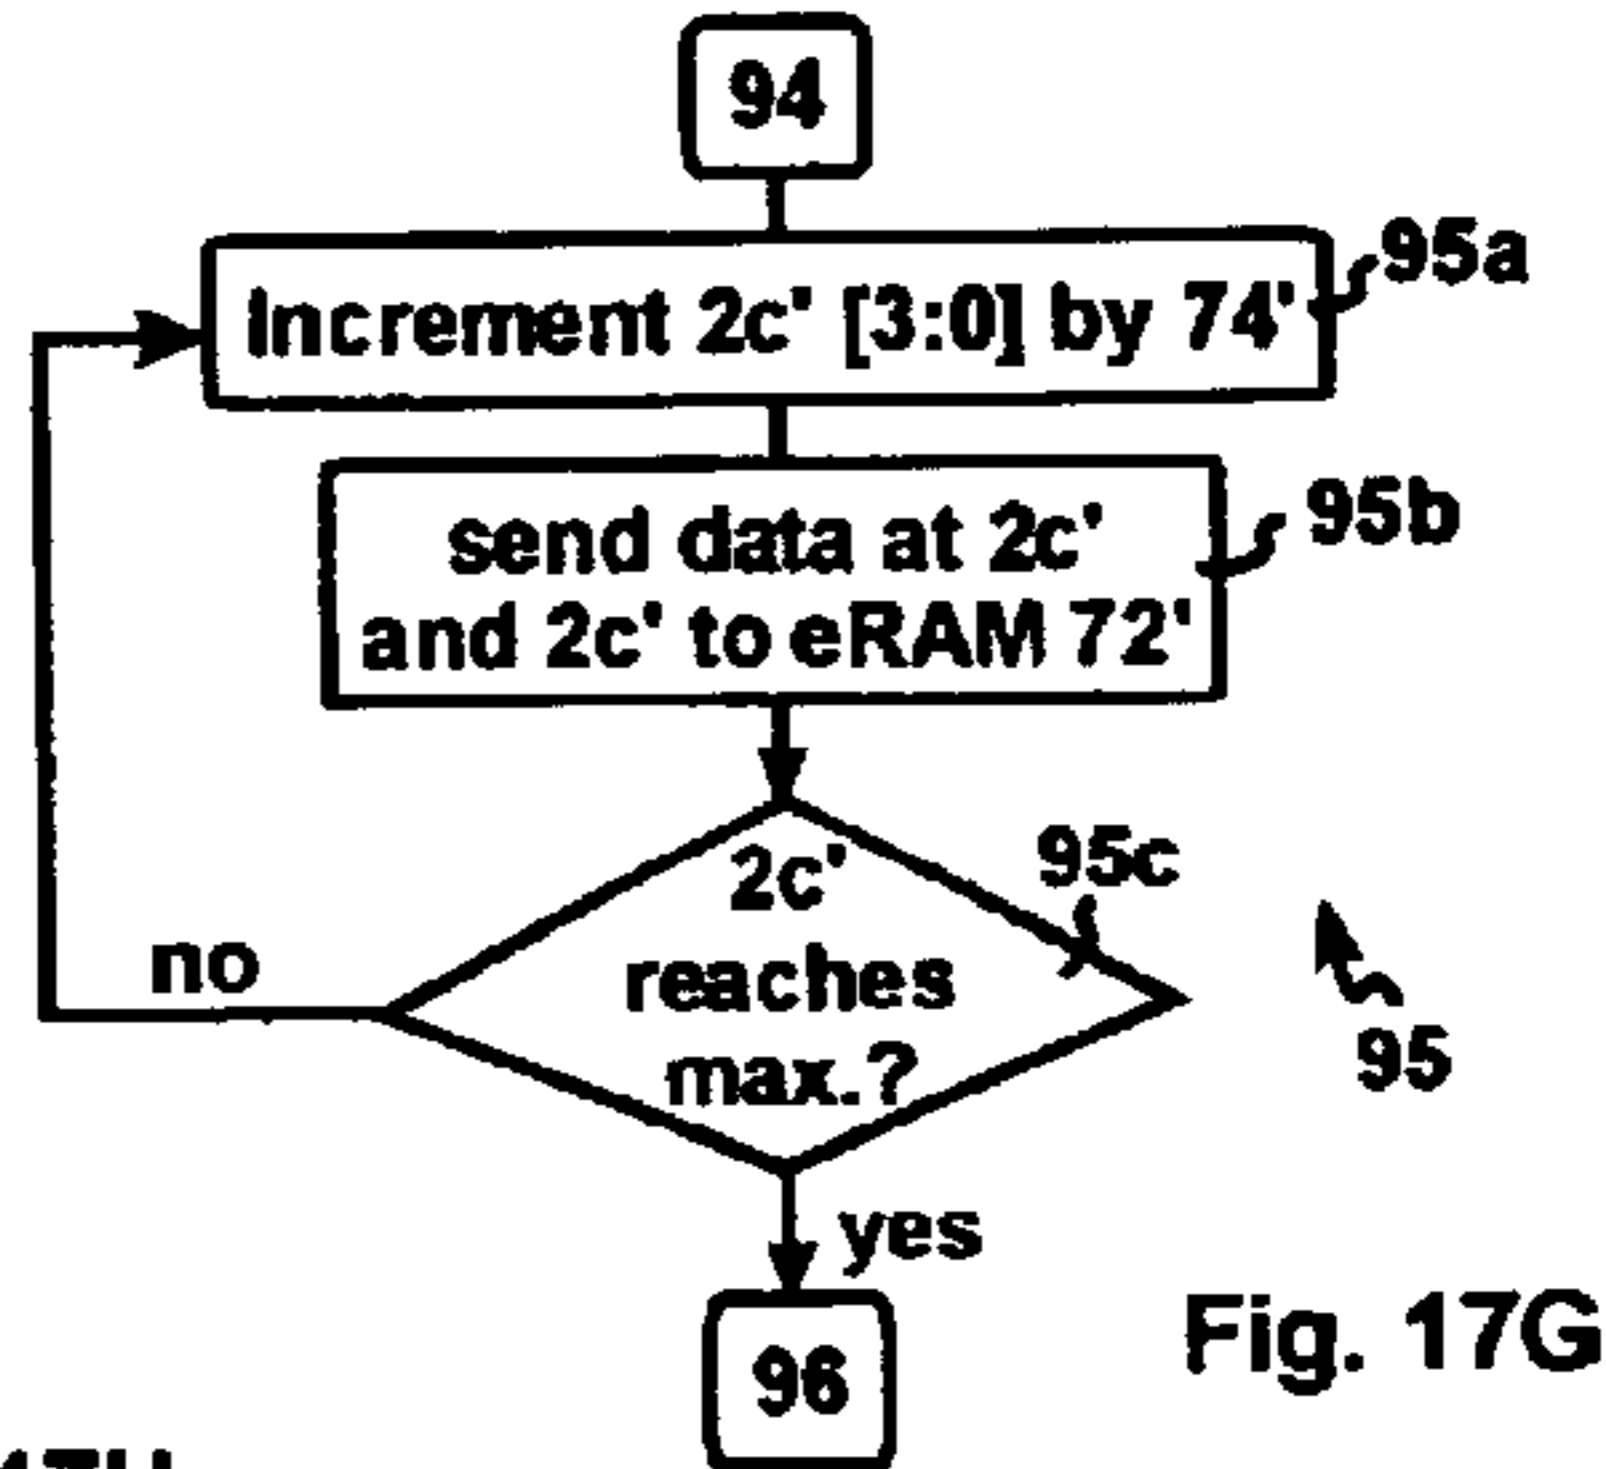 94
Increment 2c' [3:0] by 74'
95a
send data at 2c'
and 2c' to eRAM 72'
95b
2c'
reaches
max.?
95c
no
95
yes
96
Fig. 17G